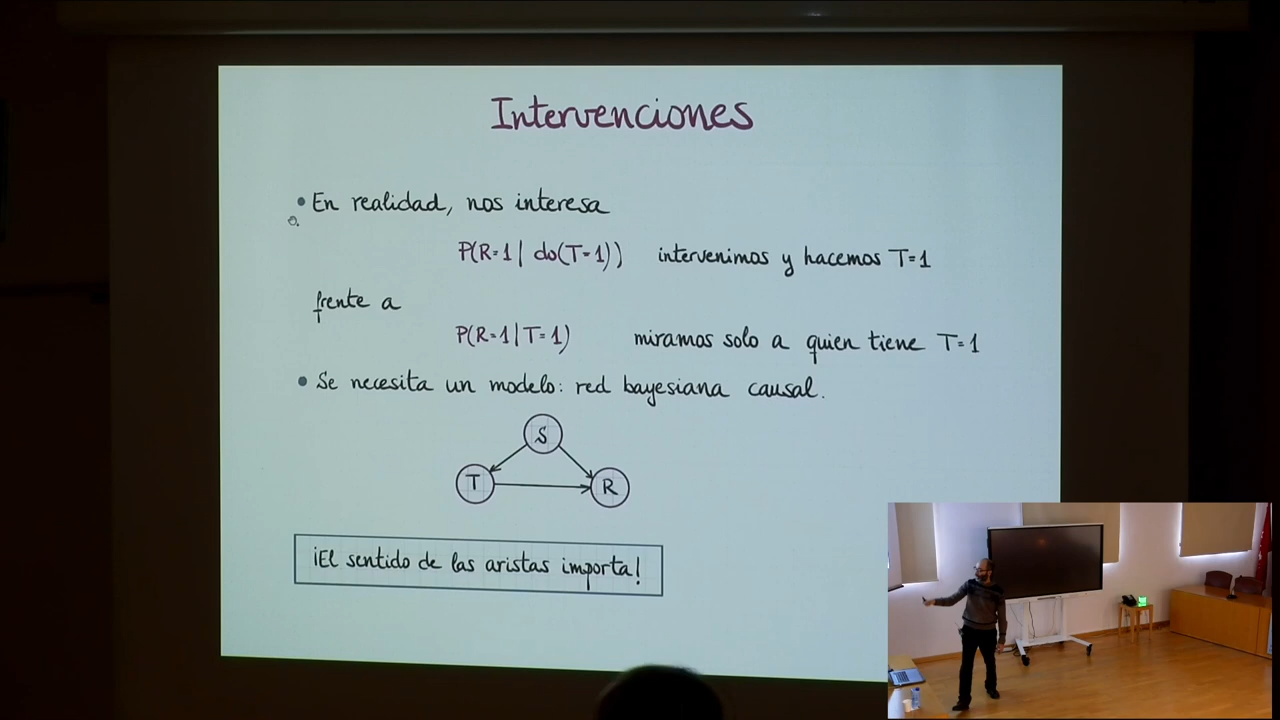 Intervenciones
• En realidad, nos interesa
P(R=1 | do(T=1)) intervenimos y hacemos T=1
frente a
P(R=1 | T=1) miramos solo a quien tiene T=1
• Se necesita un modelo: red bayesiana causal.
S
T R
¡El sentido de las aristas importa!